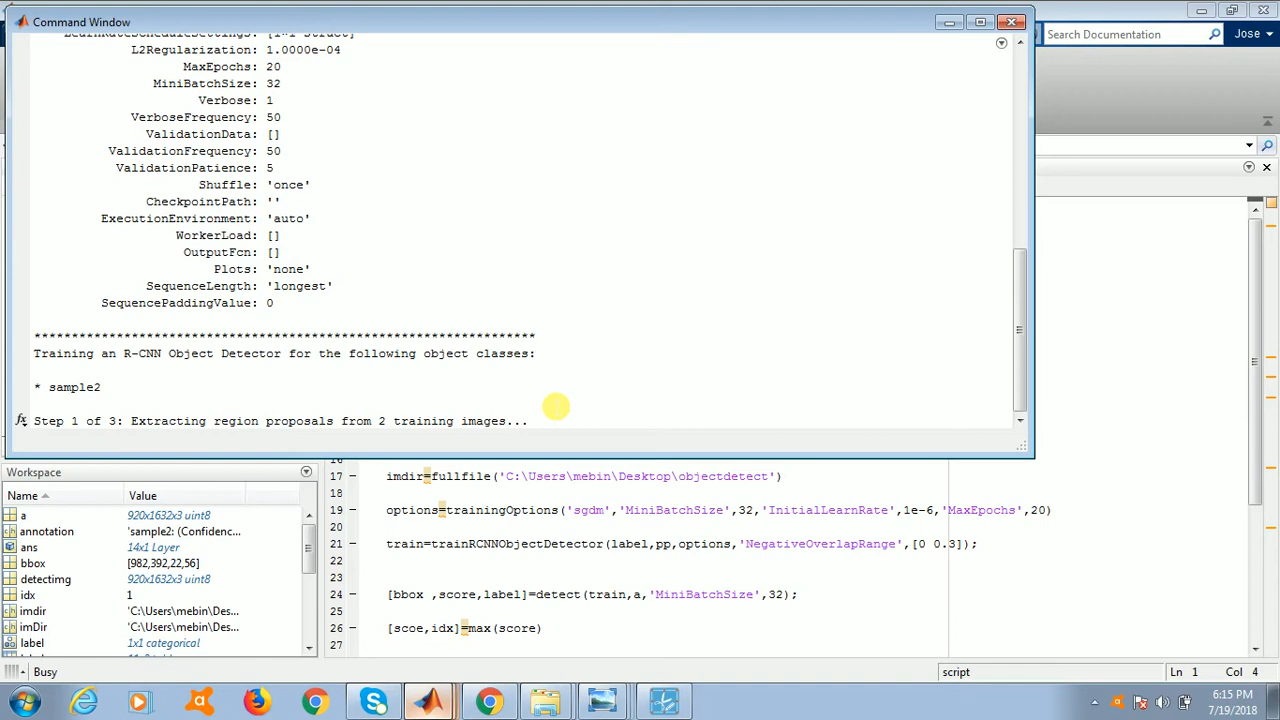 Command Window
L2Regularization: 1.0000e-04
MaxEpochs: 20
MiniBatchSize: 32
Verbose: 1
VerboseFrequency: 50
ValidationData: []
ValidationFrequency: 50
ValidationPatience: 5
Shuffle: 'once'
CheckpointPath: ''
ExecutionEnvironment: 'auto'
WorkerLoad: []
OutputFcn: []
Plots: 'none'
SequenceLength: 'longest'
SequencePaddingValue: 0
*******************************************************************
Training an R-CNN Object Detector for the following object classes:
* sample2
fx Step 1 of 3: Extracting region proposals from 2 training images...
Search Documentation
Jose
Workspace
Name Value
a 920x1632x3 uint8
annotation 'sample2: (Confidenc...
ans 14x1 Layer
bbox [982,392,22,56]
detectimg 920x1632x3 uint8
idx 1
imdir 'C:\Users\mebin\Des...
imfile 'C:\Users\mebin\Des...
label 1x1 categorical
17 imdir=fullfile('C:\Users\mebin\Desktop\objectdetect')
18
19 options=trainingOptions('sgdm','MiniBatchSize',32,'InitialLearnRate',1e-6,'MaxEpochs',20)
20
21 train=trainRCNNObjectDetector(label,pp,options,'NegativeOverlapRange',[0 0.3]);
22
23
24 [bbox ,score,label]=detect(train,a,'MiniBatchSize',32);
25
26 [scoe,idx]=max(score)
27
Busy
script
Ln 1 Col 4
6:15 PM
7/19/2018